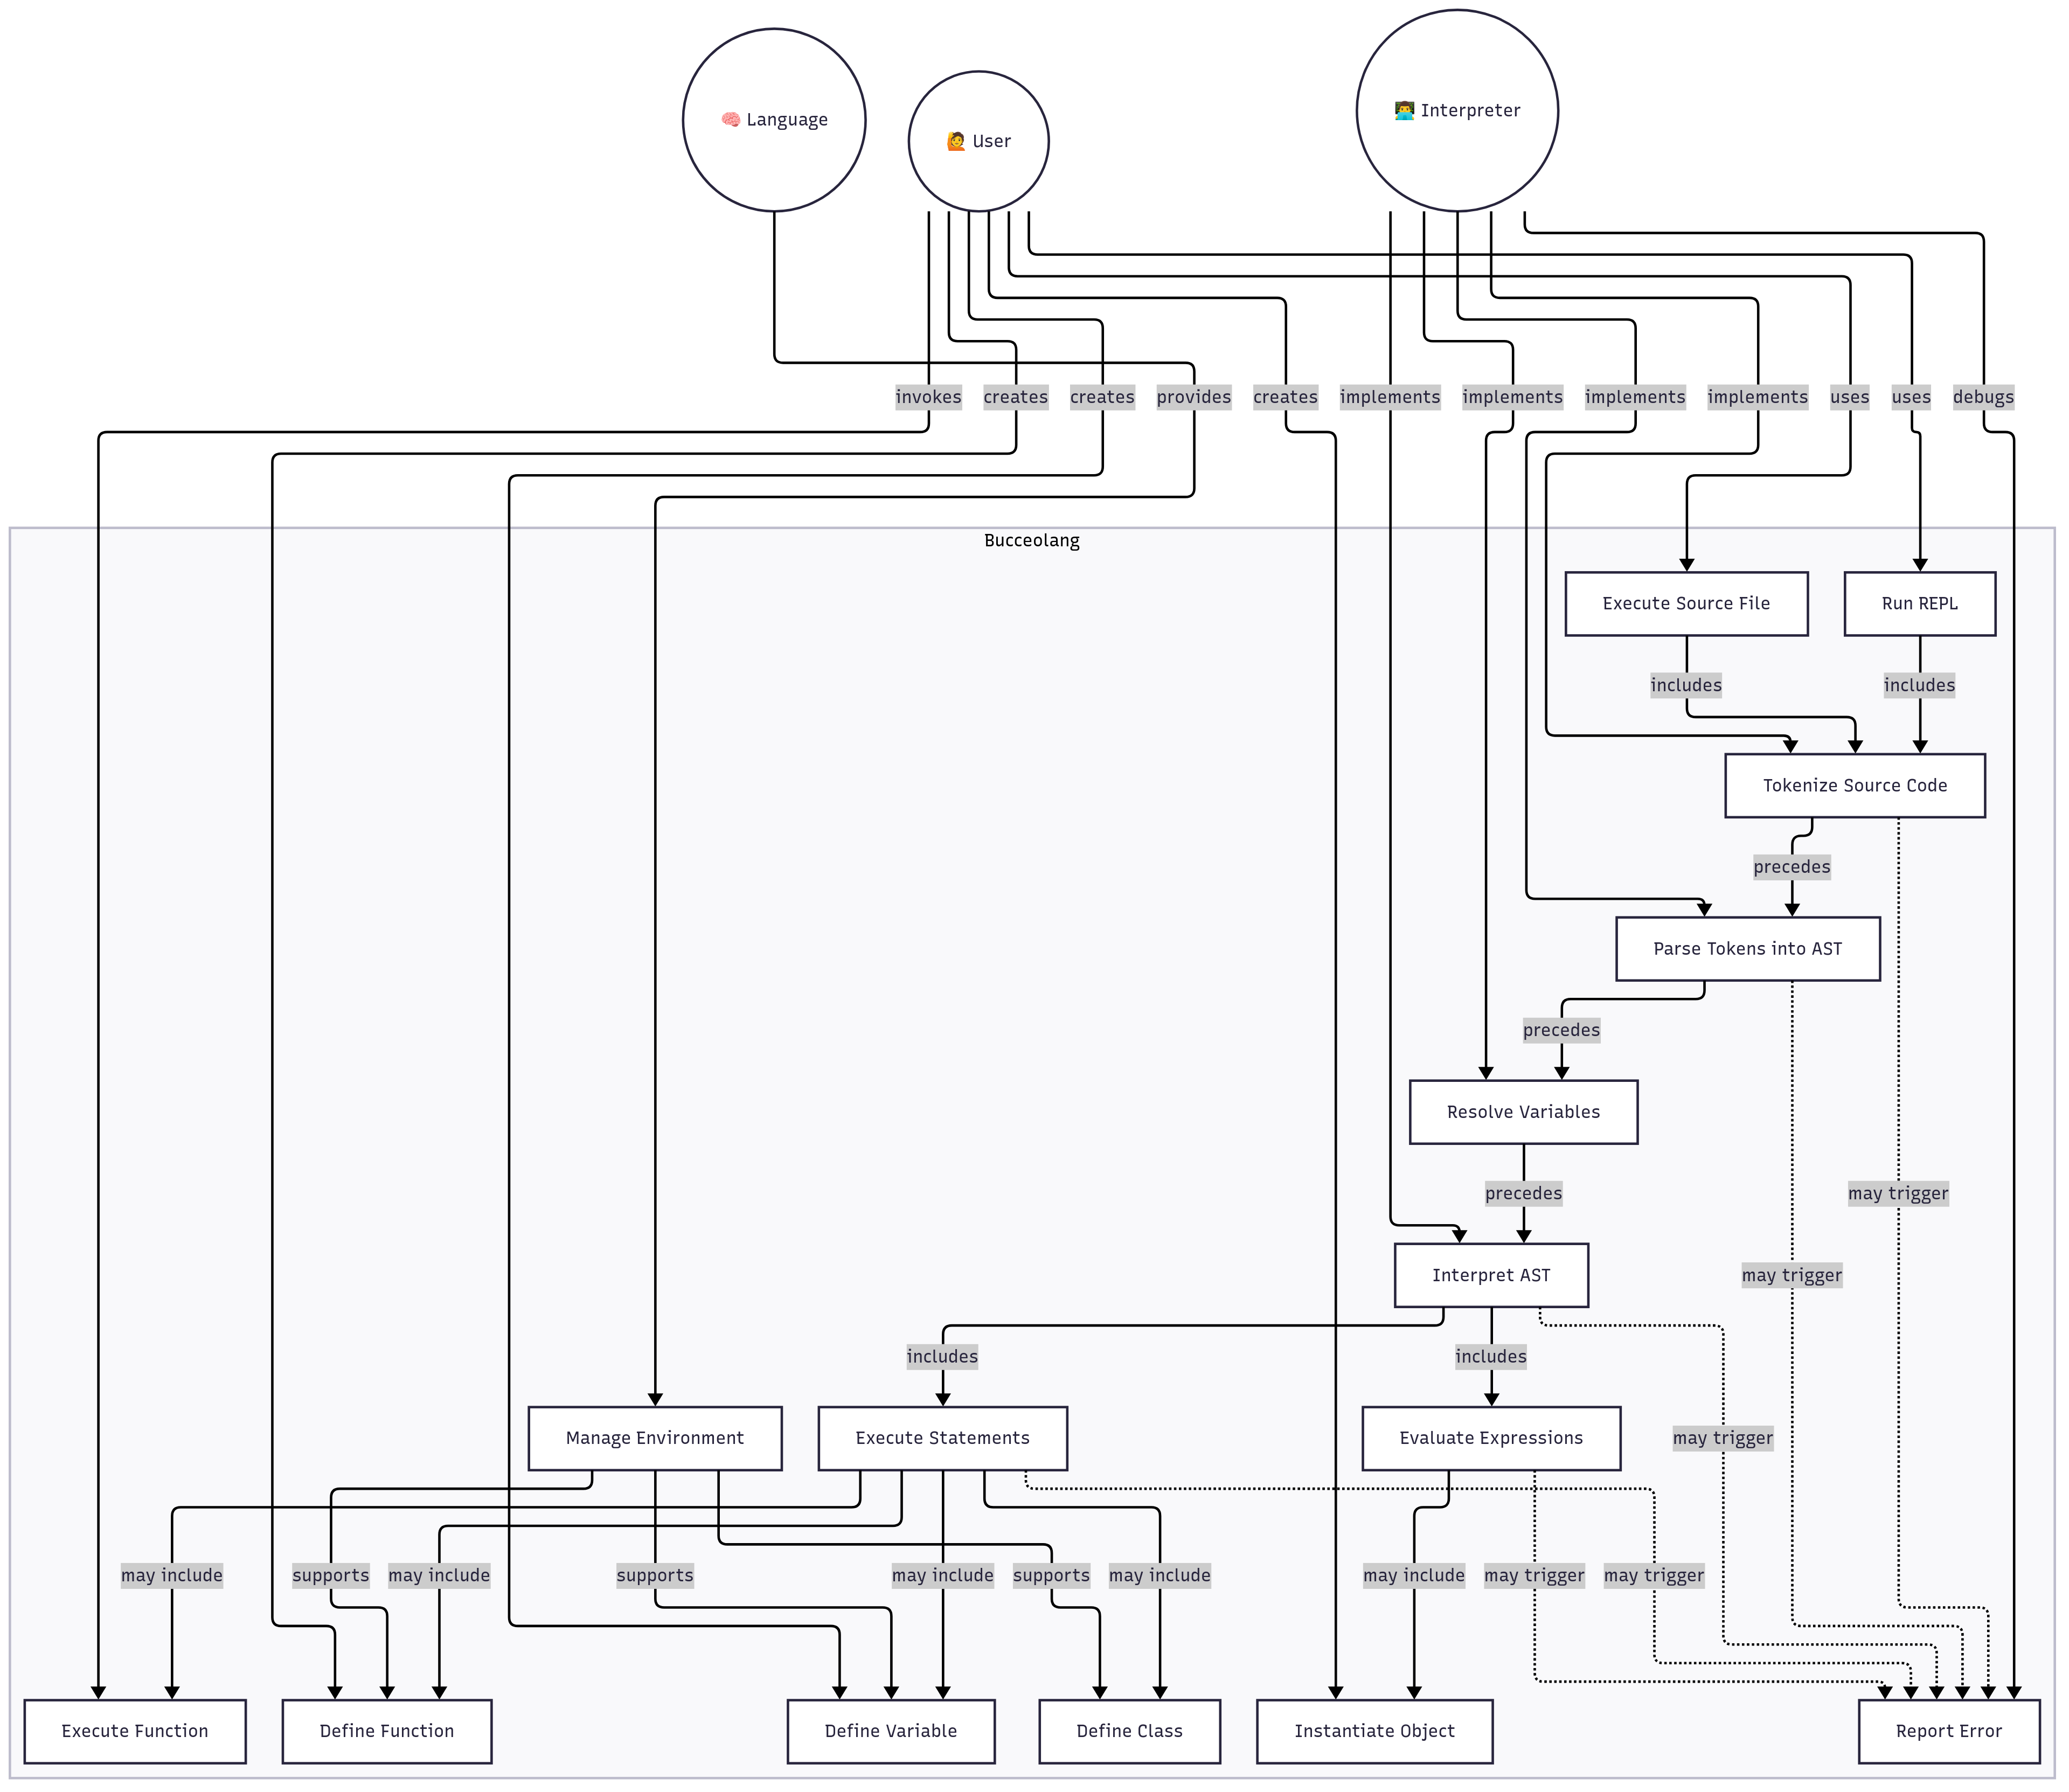 Language
User
Interpreter
invokes
creates
creates
provides
creates
implements
implements
implements
implements
uses
uses
debugs
Bucceolang
Execute Source File
Run REPL
includes
includes
Tokenize Source Code
precedes
Parse Tokens into AST
precedes
Resolve Variables
precedes
may trigger
Interpret AST
may trigger
includes
includes
Manage Environment
Execute Statements
Evaluate Expressions
may trigger
may include
supports
may include
supports
may include
supports
may include
may include
may trigger
may trigger
Execute Function
Define Function
Define Variable
Define Class
Instantiate Object
Report Error